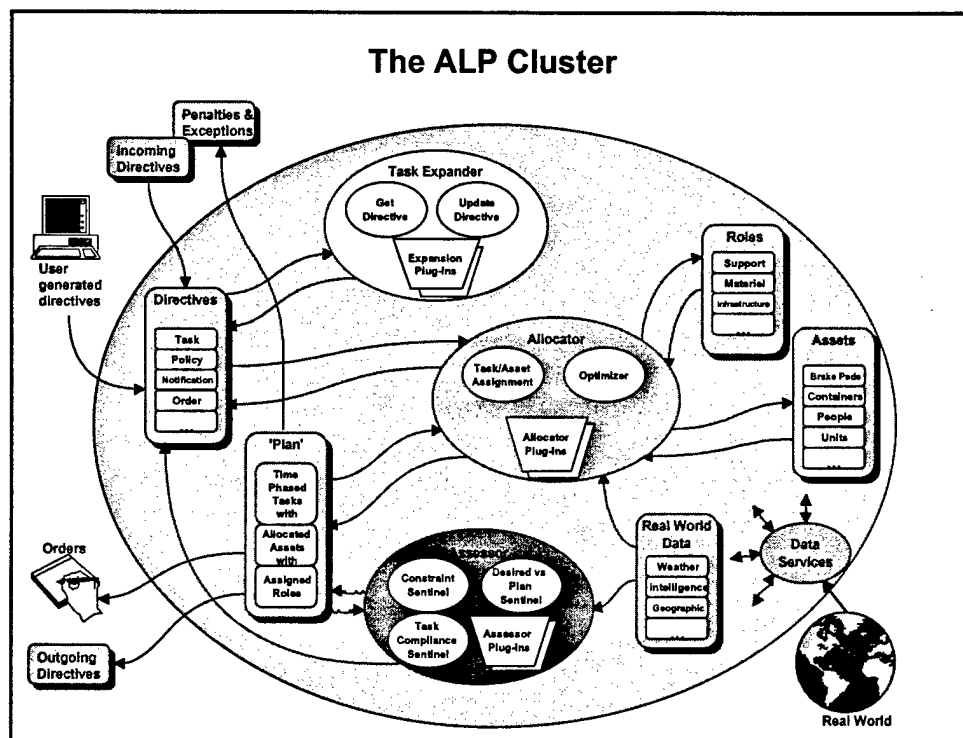 The ALP Cluster
Penalties &
Exceptions
Incoming
Directives
User
generated
directives
Task Expander
Get
Directive
Update
Directive
Expansion
Plug-Ins
Directives
Task
Policy
Notification
Order
...
Roles
Support
Materiel
Infrastructure
...
Allocator
Task/Asset
Assignment
Optimizer
Allocator
Plug-Ins
Assets
Brake Pads
Containers
People
Units
...
'Plan'
Time
Phased
Tasks with
Allocated
Assets with
Assigned
Roles
Orders
Outgoing
Directives
Assessor
Constraint
Sentinel
Desired vs
Plan
Sentinel
Task
Compliance
Sentinel
Assessor
Plug-Ins
Real World
Data
Weather
Intelligence
Geographic
...
Data
Services
Real World